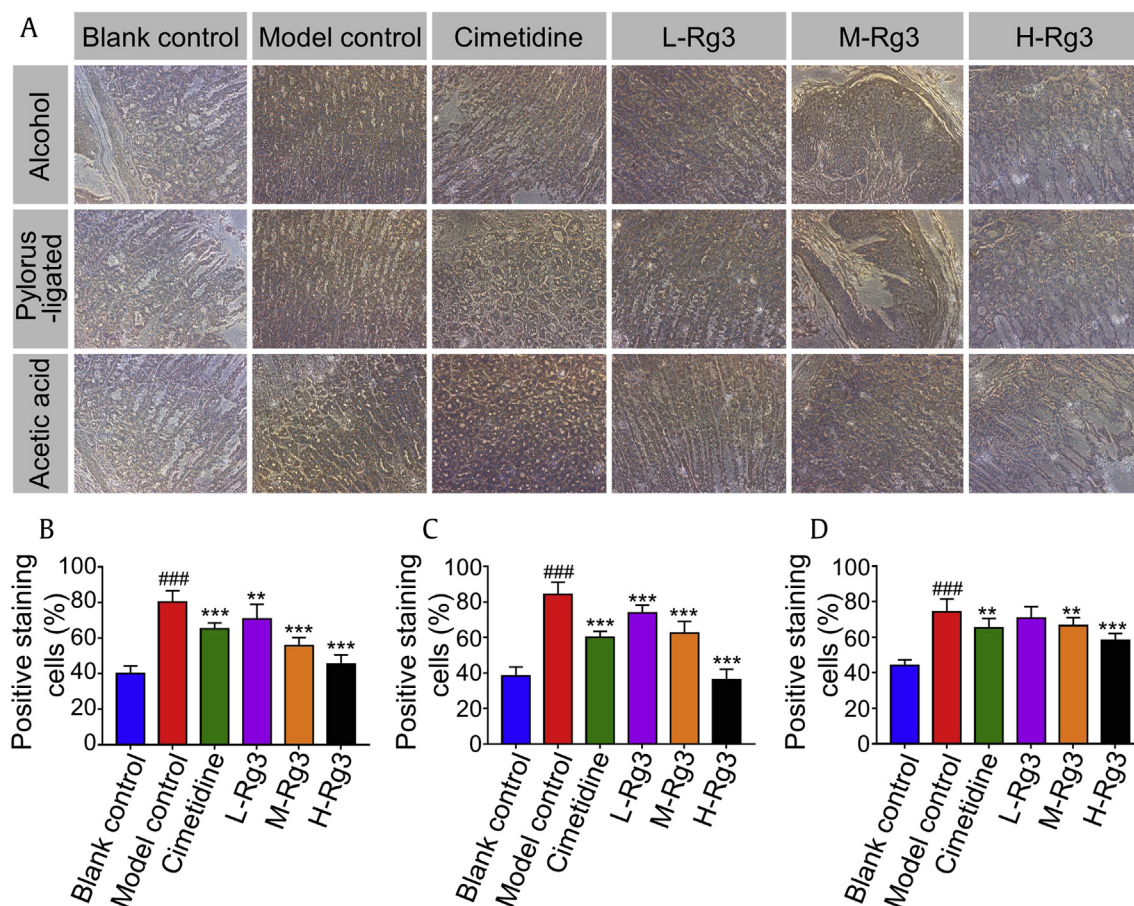 A
Blank control Model control Cimetidine L-Rg3 M-Rg3 H-Rg3
Alcohol
Pylorus
-ligated
Acetic acid
B
Positive staining
cells (%)
100
80
60
40
20
0
###
***
**
***
***
Blank control
Model control
Cimetidine
L-Rg3
M-Rg3
H-Rg3
C
Positive staining
cells (%)
100
80
60
40
20
0
###
***
***
***
***
Blank control
Model control
Cimetidine
L-Rg3
M-Rg3
H-Rg3
D
Positive staining
cells (%)
100
80
60
40
20
0
###
**
**
***
Blank control
Model control
Cimetidine
L-Rg3
M-Rg3
H-Rg3